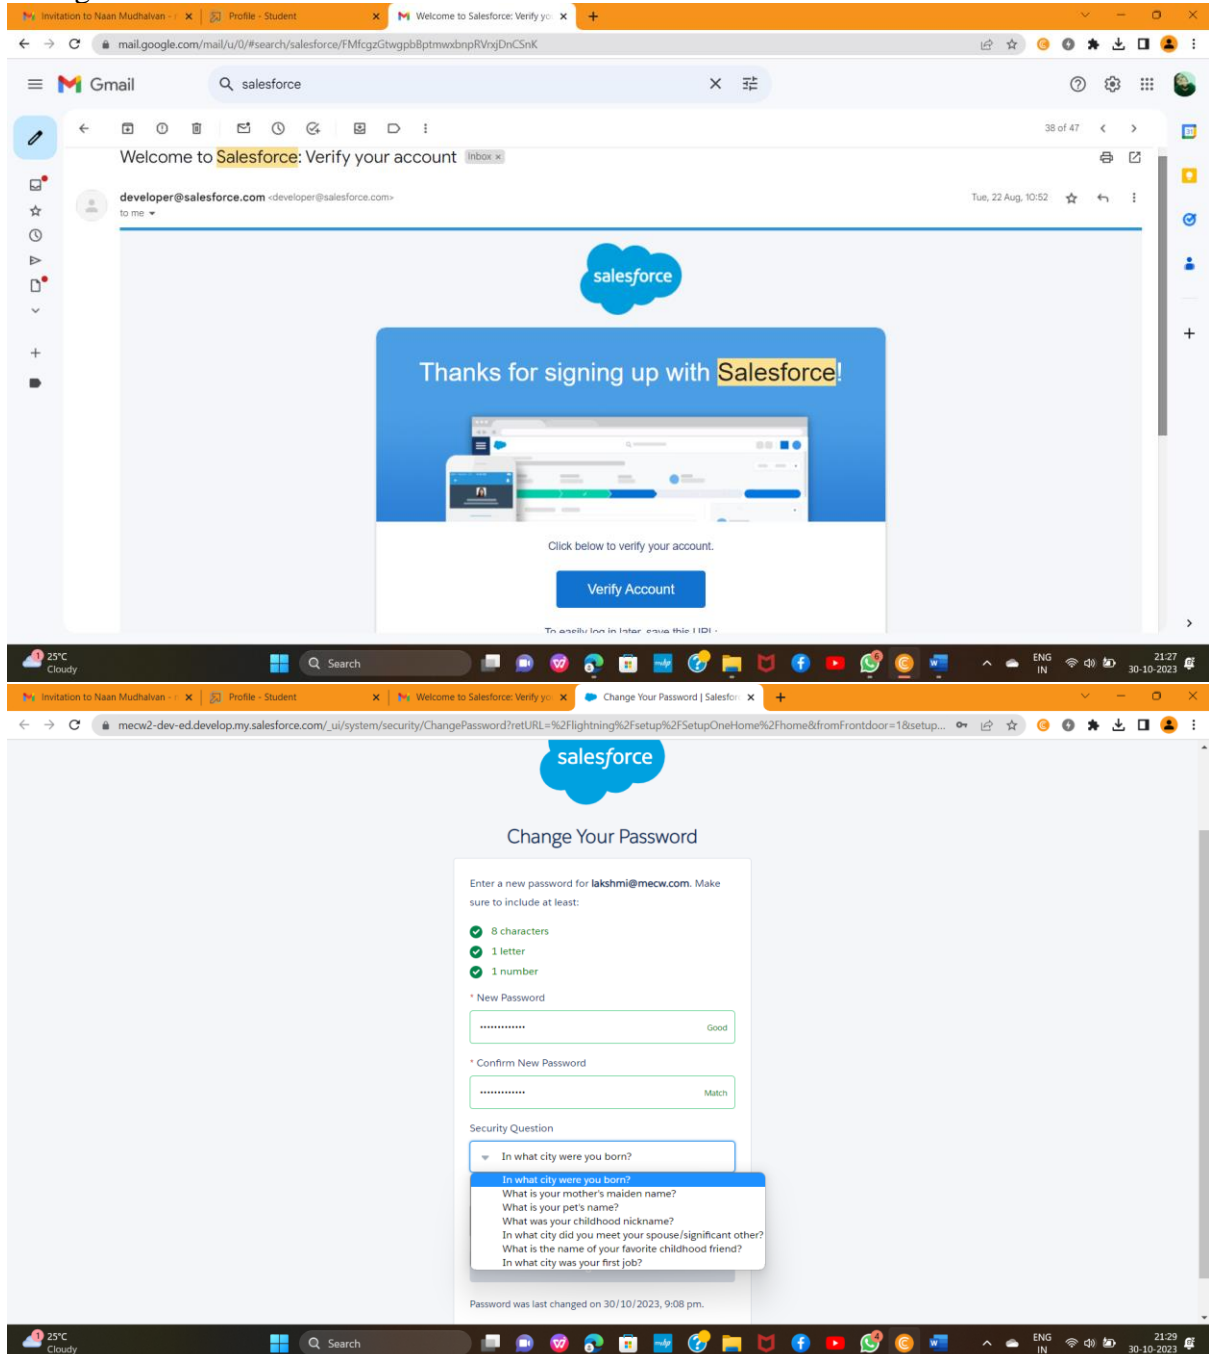 Invitation to Naan Mudhalvan -
Profile - Student
Welcome to Salesforce: Verify yo
mail.google.com/mail/u/0/#search/salesforce/FMfcgzGtwgpbBptmwxbnpRVrxjDnCSnK
Gmail
salesforce
38 of 47
Welcome to Salesforce: Verify your account
Inbox ×
developer@salesforce.com <developer@salesforce.com>
Tue, 22 Aug, 10:52
to me
salesforce
Thanks for signing up with Salesforce!
Click below to verify your account.
Verify Account
To easily log in later, save this URL:
1
25°C
Cloudy
Search
ENG
IN
21:27
30-10-2023
Invitation to Naan Mudhalvan -
Profile - Student
Welcome to Salesforce: Verify yo
Change Your Password | Salesfor
mecw2-dev-ed.develop.my.salesforce.com/_ui/system/security/ChangePassword?retURL=%2Flightning%2Fsetup%2FSetupOneHome%2Fhome&fromFrontdoor=1&setup...
salesforce
Change Your Password
Enter a new password for lakshmi@mecw.com. Make
sure to include at least:
8 characters
1 letter
1 number
* New Password
Good
* Confirm New Password
Match
Security Question
In what city were you born?
In what city were you born?
What is your mother's maiden name?
What is your pet's name?
What was your childhood nickname?
In what city did you meet your spouse/significant other?
What is the name of your favorite childhood friend?
In what city was your first job?
Password was last changed on 30/10/2023, 9:08 pm.
1
25°C
Cloudy
Search
ENG
IN
21:29
30-10-2023